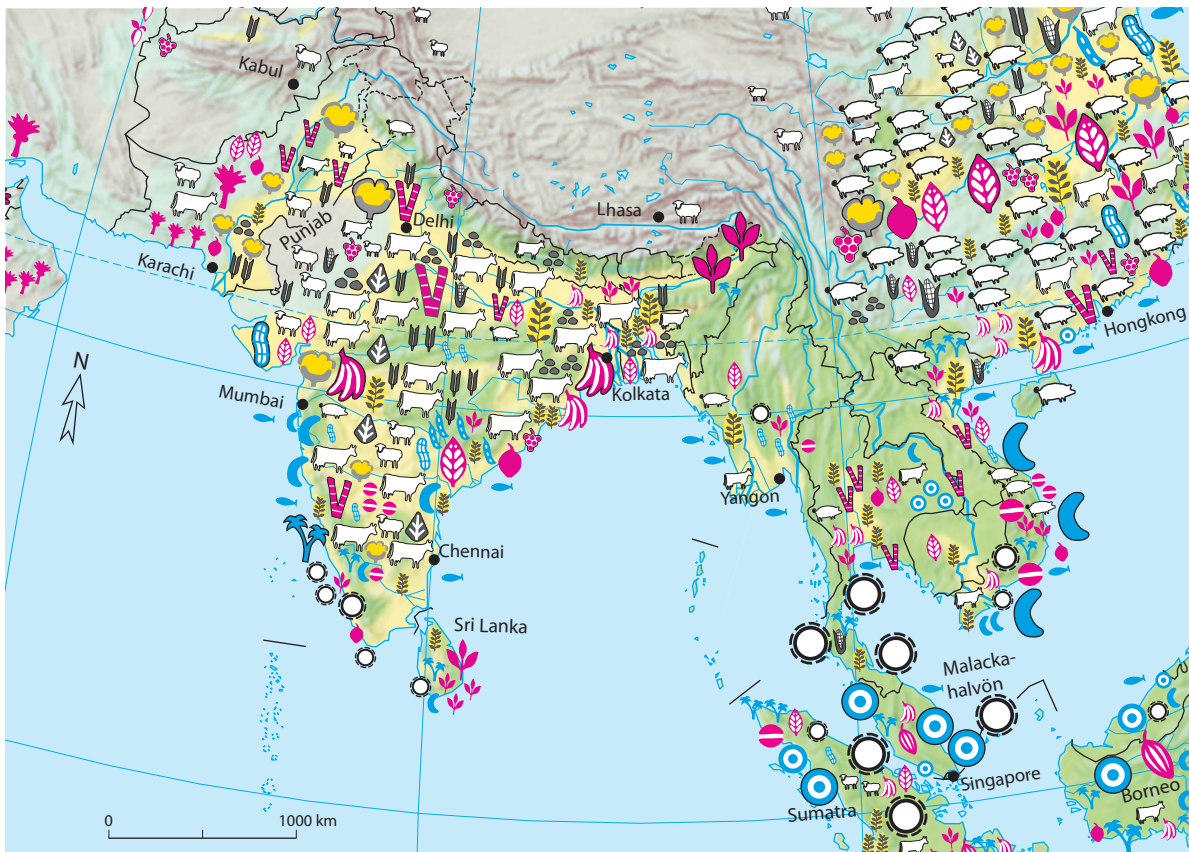 Kabul
Lhasa
Punjab
Delhi
Karachi
Hongkong
N
Mumbai
Kolkata
Yangon
Chennai
Sri Lanka
Malacka-
halvön
Singapore
Sumatra
Borneo
0 1000 km